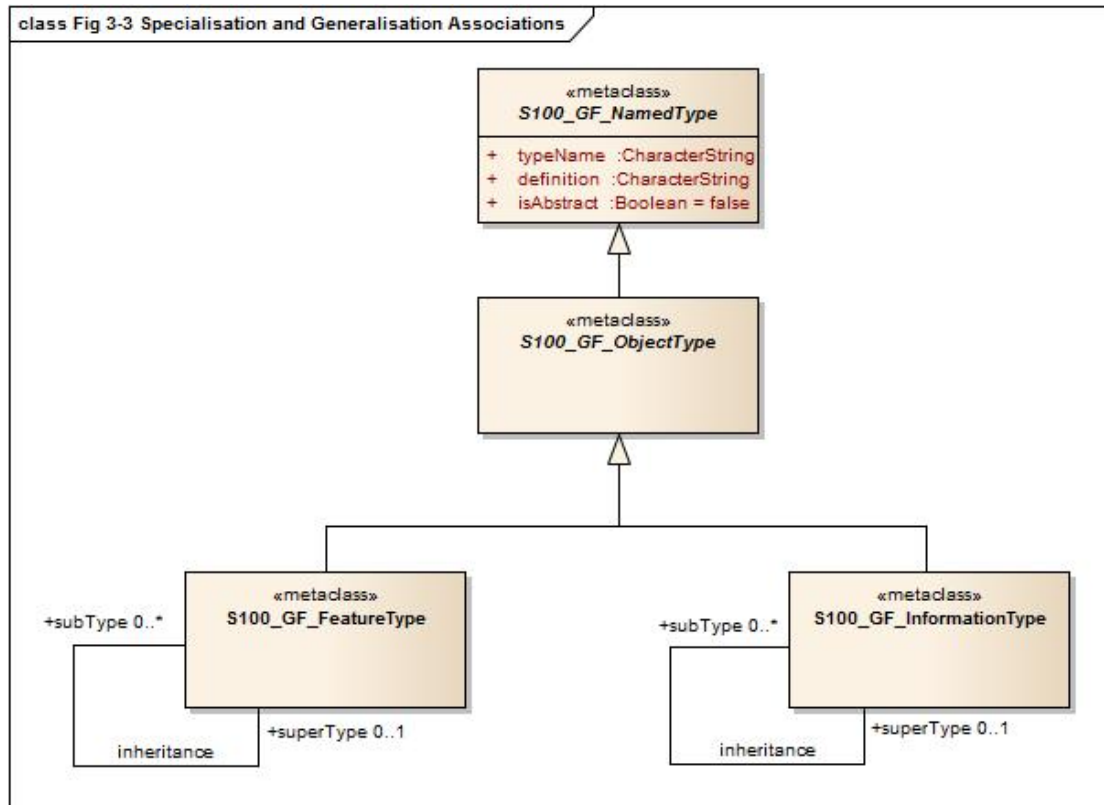 class Fig 3-3 Specialisation and Generalisation Associations
«metaclass»
S100_GF_NamedType
+ typeName :CharacterString
+ definition :CharacterString
+ isAbstract :Boolean = false
«metaclass»
S100_GF_ObjectType
«metaclass»
S100_GF_FeatureType
+subType 0..*
+superType 0..1
inheritance
«metaclass»
S100_GF_InformationType
+subType 0..*
+superType 0..1
inheritance